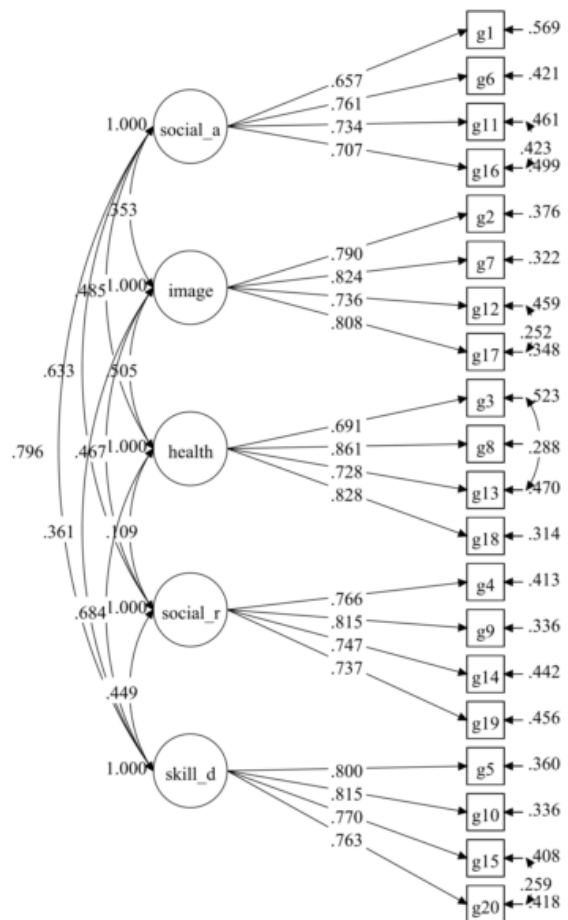 g1 .569
.657
g6 .421
.761
1.000 social_a
.734 g11 .461
.423
.707 g16 .499
.353
.790 g2 .376
.824 g7 .322
.485 1.000 image
.736 g12 .459
.252
.808 g17 .348
.633 .505
.691 g3 .523
.796 .467 1.000 health
.861 g8 .288
.728 g13 .470
.828
g18 .314
.361 .109
.766 g4 .413
.684 1.000 social_r
.815 g9 .336
.747
.737 g14 .442
.449
g19 .456
1.000 skill_d
.800 g5 .360
.815
g10 .336
.770
.763
g15 .408
.259
g20 .418